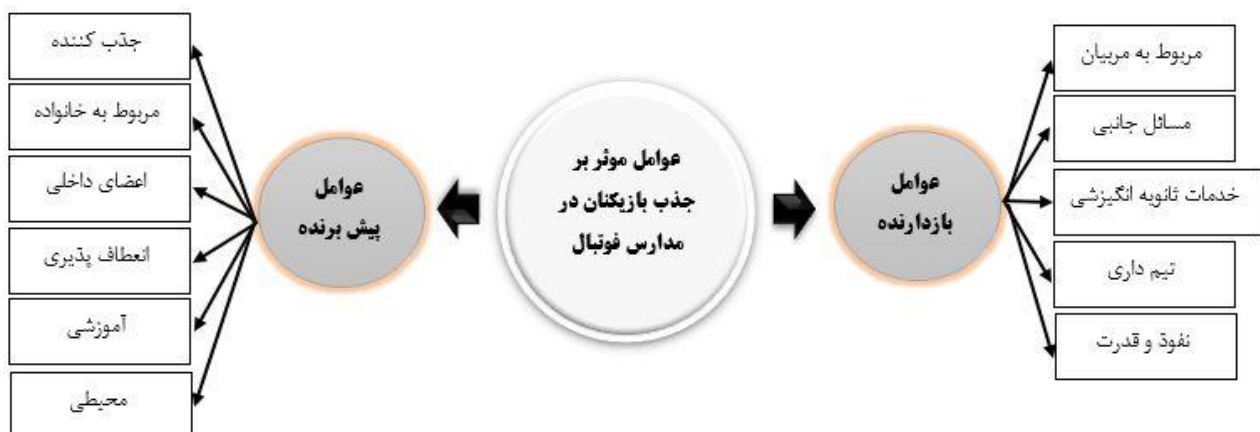 مربوط به مربیان
مسائل جانبی
خدمات ثانویه انگیزشی
تیم داری
نفوذ و قدرت
عوامل
بازدارنده
عوامل موثر بر
جذب بازیکنان در
مدارس فوتبال
عوامل
پیش برنده
جذب کننده
مربوط به خانواده
اعضای داخلی
انعطاف پذیری
آموزشی
محیطی